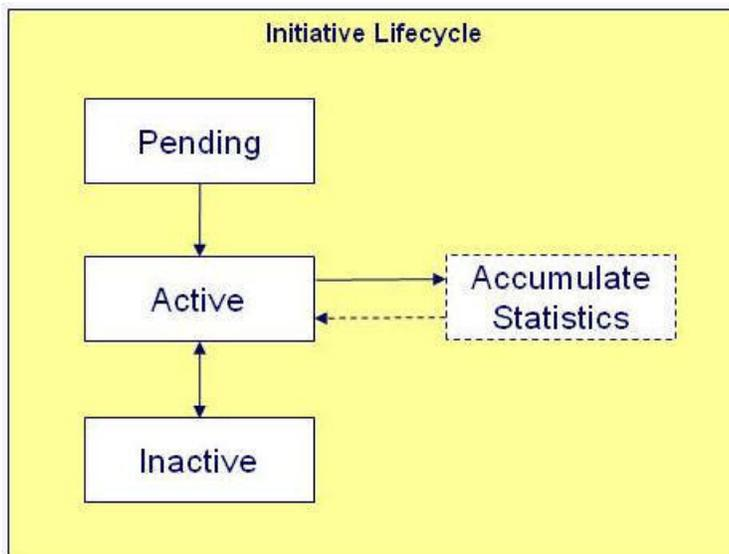 Initiative Lifecycle
Pending
Active
Accumulate
Statistics
Inactive